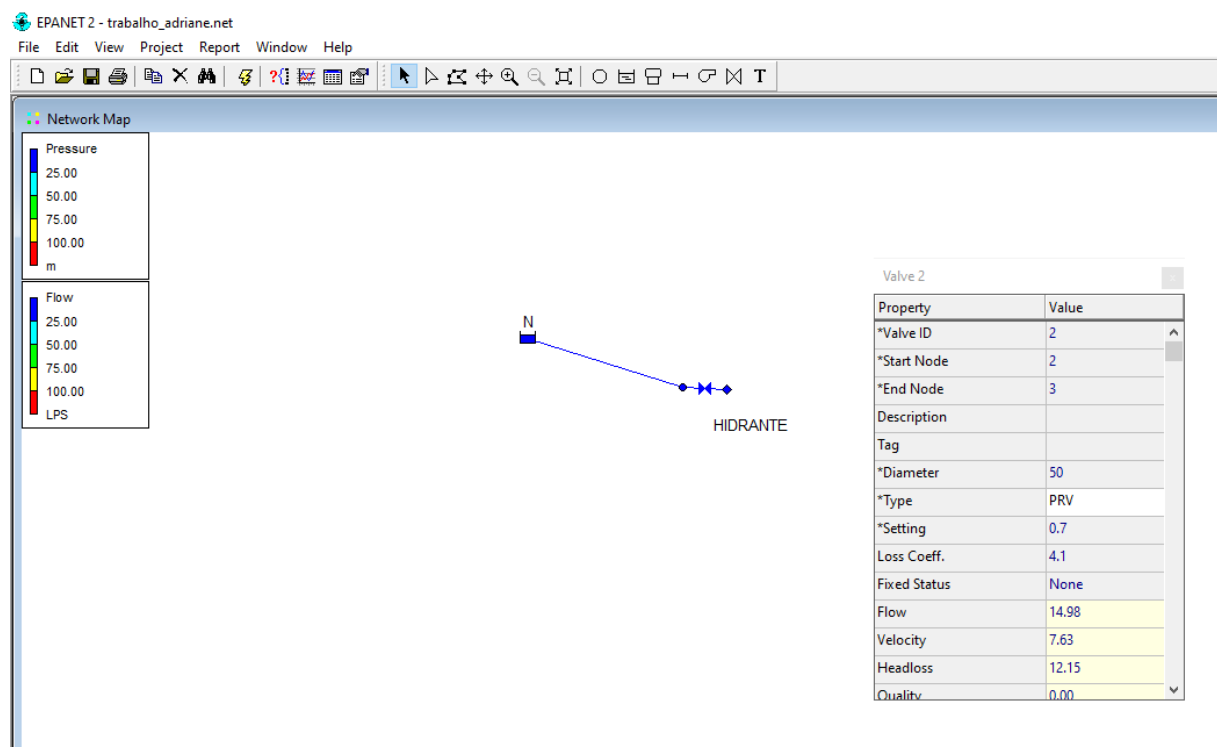 EPANET 2 - trabalho_adriane.net
File Edit View Project Report Window Help
T
Network Map
Pressure
25.00
50.00
75.00
100.00
m
Flow
25.00
50.00
75.00
100.00
LPS
N
HIDRANTE
Valve 2
Property Value
*Valve ID 2
*Start Node 2
*End Node 3
Description
Tag
*Diameter 50
*Type PRV
*Setting 0.7
Loss Coeff. 4.1
Fixed Status None
Flow 14.98
Velocity 7.63
Headloss 12.15
Quality 0.00